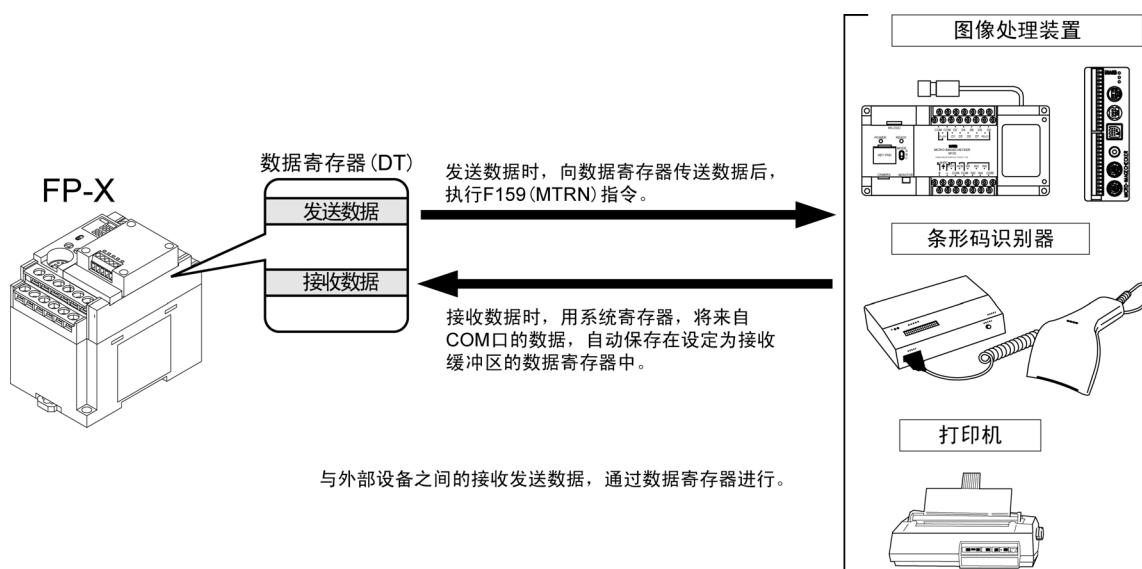 图像处理装置
数据寄存器(DT)
FP-X
发送数据
接收数据
发送数据时，向数据寄存器传送数据后，
执行F159(MTRN)指令。
接收数据时，用系统寄存器，将来自
COM口的数据，自动保存在设定为接收
缓冲区的数据寄存器中。
条形码识别器
打印机
与外部设备之间的接收发送数据，通过数据寄存器进行。